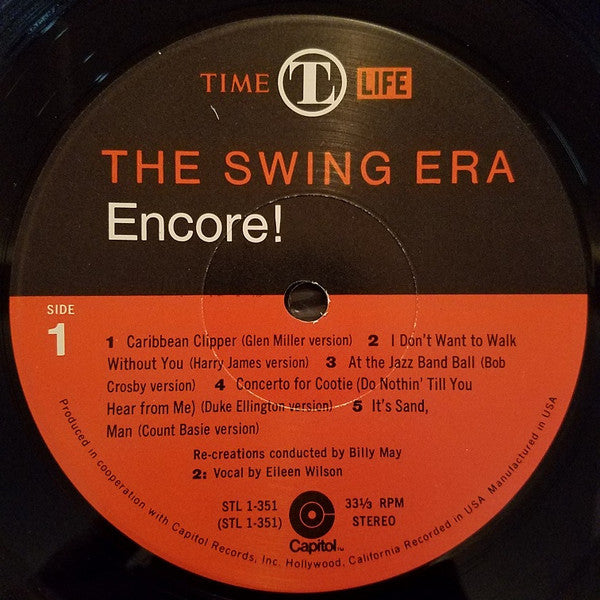 TIME TL LIFE
THE SWING ERA
Encore!
SIDE
1
1 Caribbean Clipper (Glen Miller version) 2 I Don't Want to Walk
Without You (Harry James version) 3 At the Jazz Band Ball (Bob
Crosby version) 4 Concerto for Cootie (Do Nothin' Till You
Hear from Me) (Duke Ellington version) 5 It's Sand,
Man (Count Basie version)
Re-creations conducted by Billy May
2: Vocal by Eileen Wilson
STL 1-351 33⅓ RPM
(STL 1-351) STEREO
Capitol™
Produced in cooperation with Capitol Records, Inc. Hollywood, California Recorded in USA Manufactured in USA